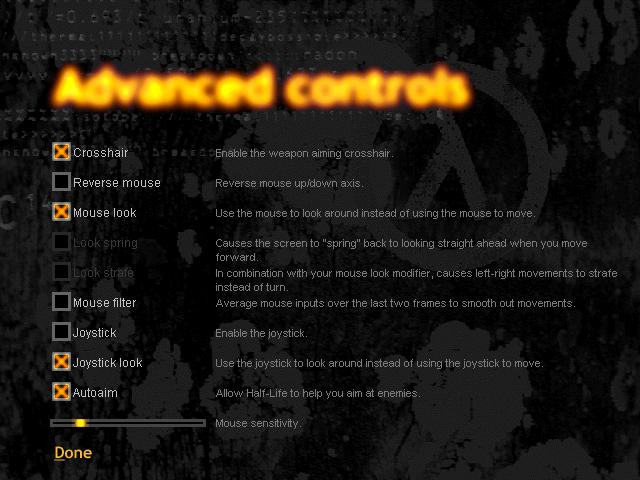 =0.693/ uranium-235
radon
Advanced controls
Crosshair Enable the weapon aiming crosshair.
Reverse mouse Reverse mouse up/down axis.
Mouse look Use the mouse to look around instead of using the mouse to move.
Look spring Causes the screen to "spring" back to looking straight ahead when you move
forward.
Look strafe In combination with your mouse look modifier, causes left-right movements to strafe
instead of turn.
Mouse filter Average mouse inputs over the last two frames to smooth out movements.
Joystick Enable the joystick.
Joystick look Use the joystick to look around instead of using the joystick to move.
Autoaim Allow Half-Life to help you aim at enemies.
Mouse sensitivity.
Done